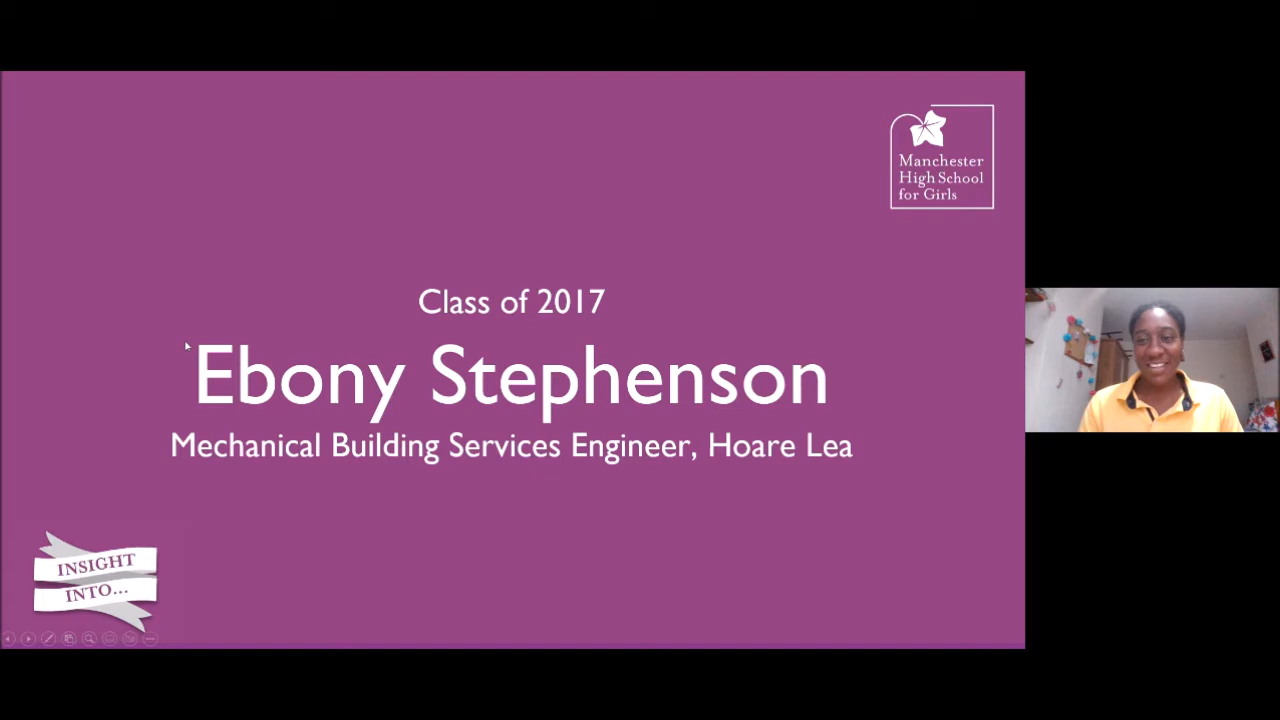 Manchester
High School
for Girls
Class of 2017
Ebony Stephenson
Mechanical Building Services Engineer, Hoare Lea
INSIGHT
INTO...